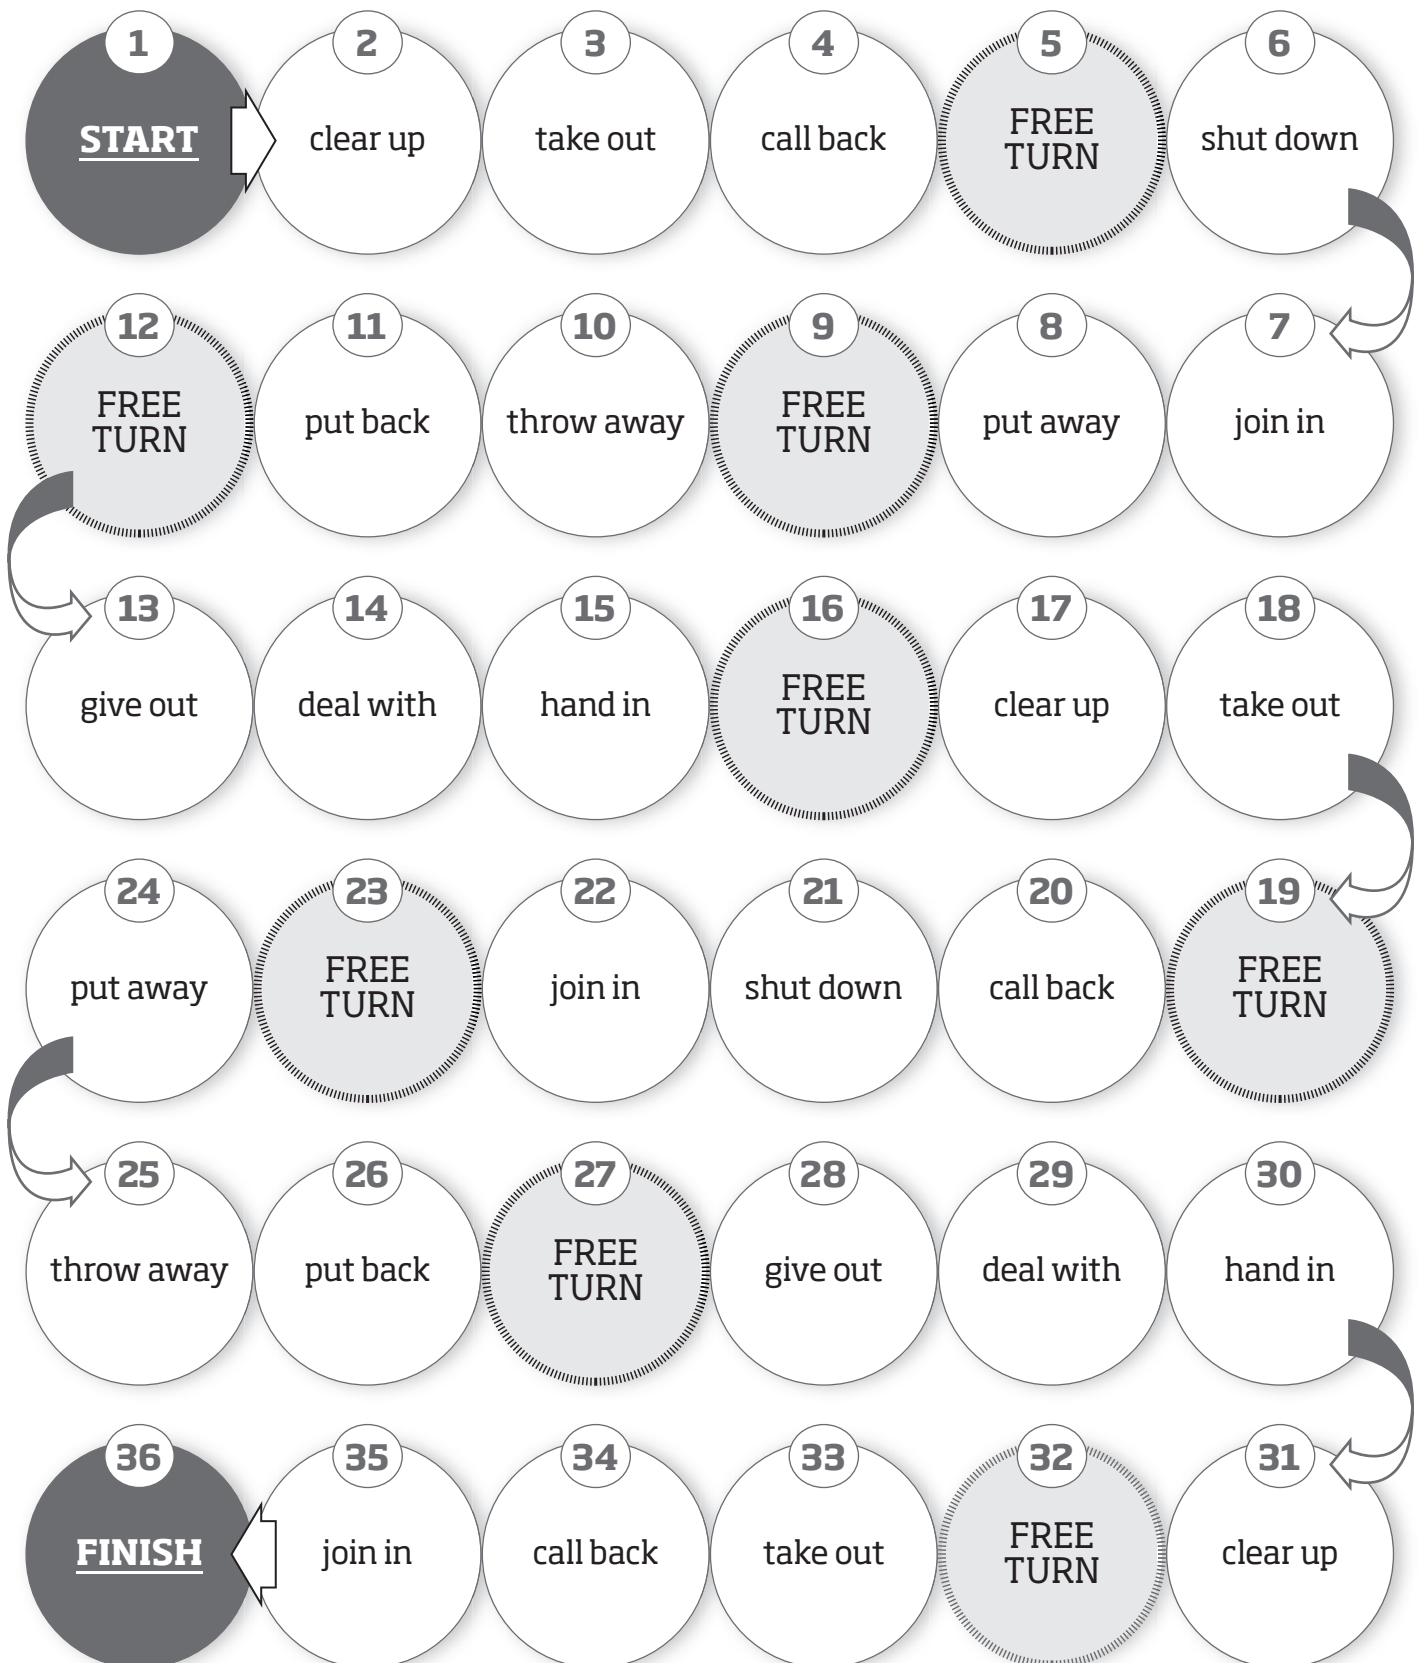 1 2 3 4 5 6
START clear up take out call back FREE TURN shut down
12 11 10 9 8 7
FREE TURN put back throw away FREE TURN put away join in
13 14 15 16 17 18
give out deal with hand in FREE TURN clear up take out
24 23 22 21 20 19
put away FREE TURN join in shut down call back FREE TURN
25 26 27 28 29 30
throw away put back FREE TURN give out deal with hand in
36 35 34 33 32 31
FINISH join in call back take out FREE TURN clear up